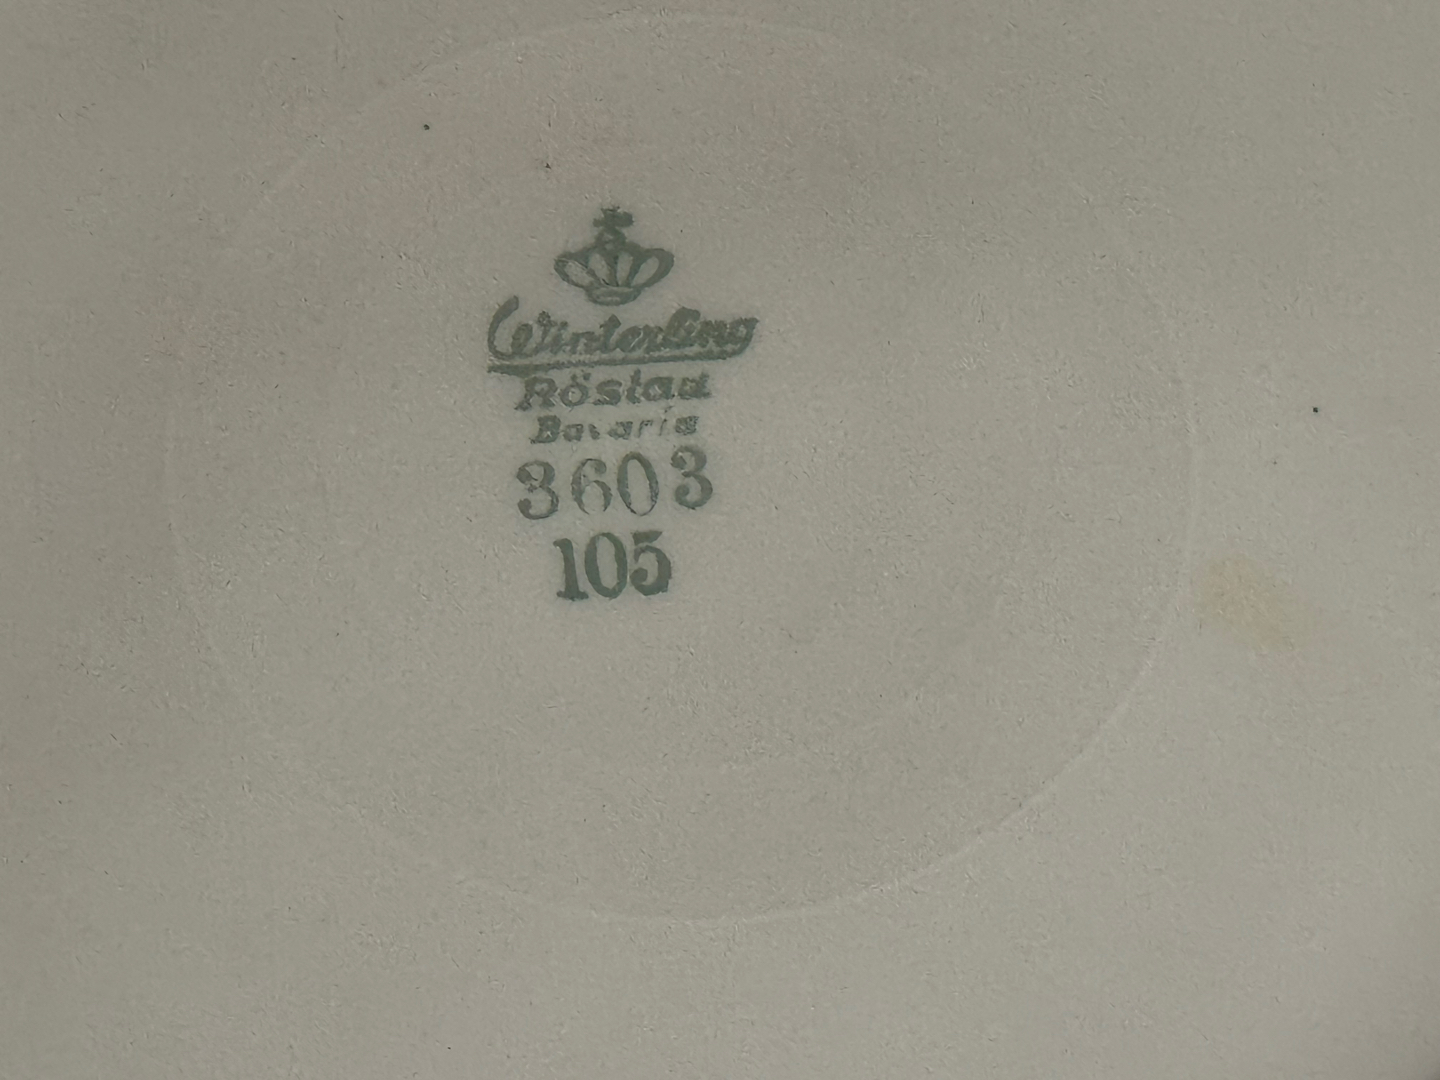 Winterling
Röslau
Bavaria
3603
105